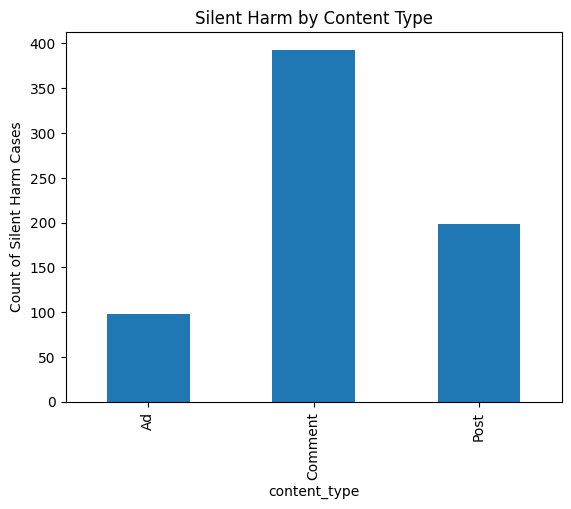 Silent Harm by Content Type
Count of Silent Harm Cases
400
350
300
250
200
150
100
50
0
Ad
Comment
Post
content_type